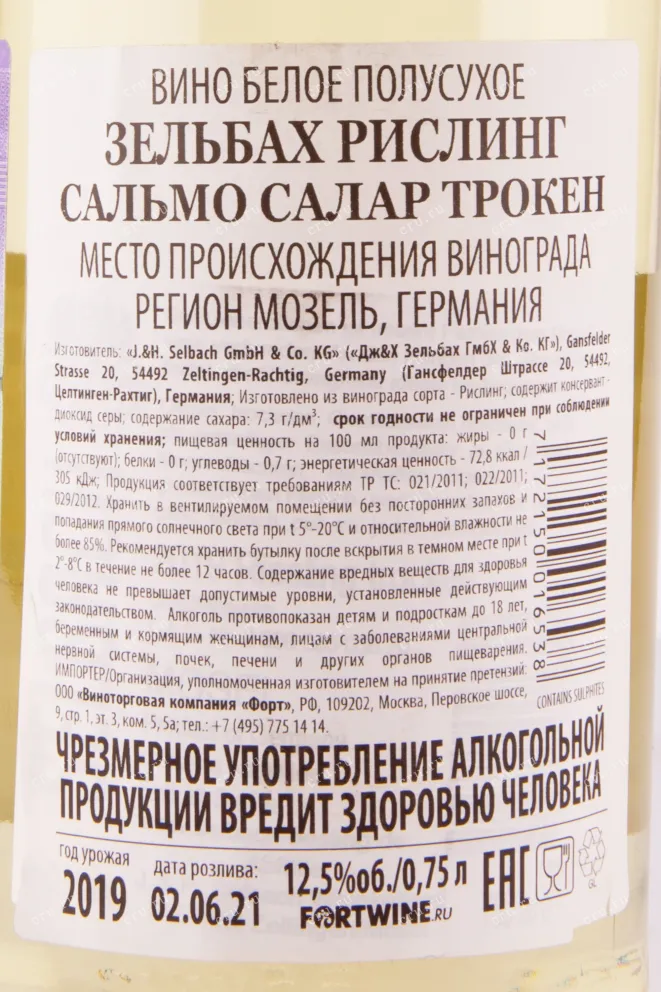 ВИНО БЕЛОЕ ПОЛУСУХОЕ
ЗЕЛЬБАХ РИСЛИНГ
САЛЬМО САЛАР ТРОКЕН
МЕСТО ПРОИСХОЖДЕНИЯ ВИНОГРАДА
РЕГИОН МОЗЕЛЬ, ГЕРМАНИЯ
Изготовитель: «J.&H. Selbach GmbH & Co. KG» («Дж&Х Зельбах ГмбХ & Ко. КГ»), Gansfelder
Strasse 20, 54492 Zeltingen-Rachtig, Germany (Гансфелдер Штрассе 20, 54492,
Целтинген-Рахтиг), Германия; Изготовлено из винограда сорта - Рислинг; содержит консервант -
диоксид серы; содержание сахара: 7,3 г/дм³; срок годности не ограничен при соблюдении
условий хранения; пищевая ценность на 100 мл продукта: жиры - 0 г
(отсутствуют); белки - 0 г; углеводы - 0,7 г; энергетическая ценность - 72,8 ккал /
305 кДж; Продукция соответствует требованиям ТР ТС: 021/2011; 022/2011;
029/2012. Хранить в вентилируемом помещении без посторонних запахов и
попадания прямого солнечного света при t 5°-20°С и относительной влажности не
более 85%. Рекомендуется хранить бутылку после вскрытия в темном месте при t
2°-8°С в течение не более 12 часов. Содержание вредных веществ для здоровья
человека не превышает допустимые уровни, установленные действующим
законодательством. Алкоголь противопоказан детям и подросткам до 18 лет,
беременным и кормящим женщинам, лицам с заболеваниями центральной
нервной системы, почек, печени и других органов пищеварения.
ИМПОРТЕР/Организация, уполномоченная изготовителем на принятие претензий:
ООО «Виноторговая компания «Форт», РФ, 109202, Москва, Перовское шоссе,
9, стр. 1, эт. 3, ком. 5, 5а; тел.: +7 (495) 775 14 14.
7 17215 00165 3 8
CONTAINS SULPHITES
ЧРЕЗМЕРНОЕ УПОТРЕБЛЕНИЕ АЛКОГОЛЬНОЙ
ПРОДУКЦИИ ВРЕДИТ ЗДОРОВЬЮ ЧЕЛОВЕКА
год урожая
2019
дата розлива:
02.06.21
12,5%об./0,75 л
FORTWINE.RU
EAC
GL